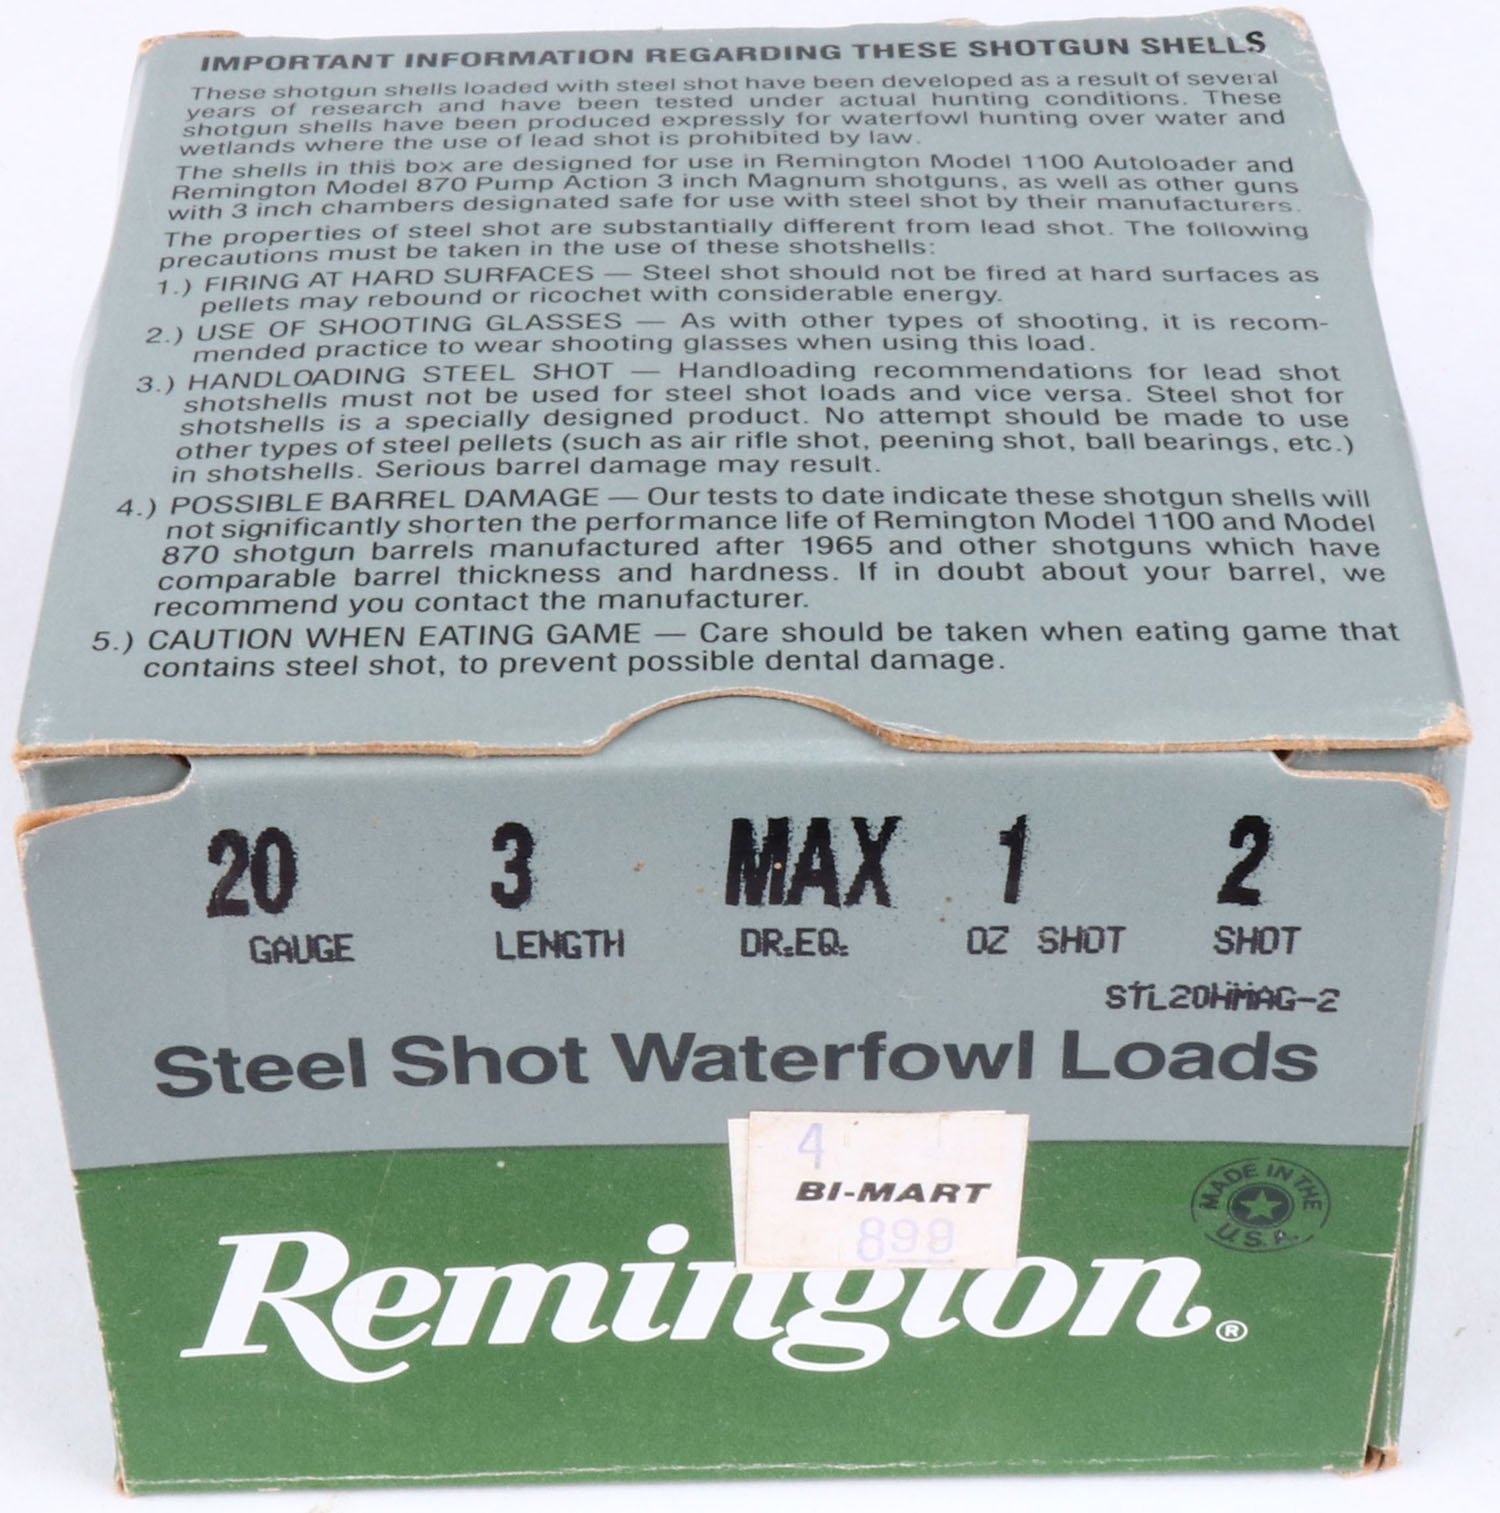 IMPORTANT INFORMATION REGARDING THESE SHOTGUN SHELLS
These shotgun shells loaded with steel shot have been developed as a result of several
years of research and have been tested under actual hunting conditions. These
shotgun shells have been produced expressly for waterfowl hunting over water and
wetlands where the use of lead shot is prohibited by law.
The shells in this box are designed for use in Remington Model 1100 Autoloader and
Remington Model 870 Pump Action 3 inch Magnum shotguns, as well as other guns
with 3 inch chambers designated safe for use with steel shot by their manufacturers.
The properties of steel shot are substantially different from lead shot. The following
precautions must be taken in the use of these shotshells:
1.) FIRING AT HARD SURFACES — Steel shot should not be fired at hard surfaces as
pellets may rebound or ricochet with considerable energy.
2.) USE OF SHOOTING GLASSES — As with other types of shooting, it is recom-
mended practice to wear shooting glasses when using this load.
3.) HANDLOADING STEEL SHOT — Handloading recommendations for lead shot
shotshells must not be used for steel shot loads and vice versa. Steel shot for
shotshells is a specially designed product. No attempt should be made to use
other types of steel pellets (such as air rifle shot, peening shot, ball bearings, etc.)
in shotshells. Serious barrel damage may result.
4.) POSSIBLE BARREL DAMAGE — Our tests to date indicate these shotgun shells will
not significantly shorten the performance life of Remington Model 1100 and Model
870 shotgun barrels manufactured after 1965 and other shotguns which have
comparable barrel thickness and hardness. If in doubt about your barrel, we
recommend you contact the manufacturer.
5.) CAUTION WHEN EATING GAME — Care should be taken when eating game that
contains steel shot, to prevent possible dental damage.
20 3 MAX 1 2
GAUGE LENGTH DR.EQ. OZ SHOT SHOT
STL20HMAG-2
Steel Shot Waterfowl Loads
4
BI-MART
899
MADE IN THE U.S.A.
Remington®